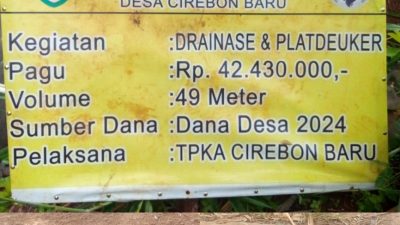 DESA CIREBON BARU
Kegiatan :DRAINASE & PLATDEUKER
Pagu :Rp. 42.430.000,-
Volume :49 Meter
Sumber Dana :Dana Desa 2024
Pelaksana :TPKA CIREBON BARU